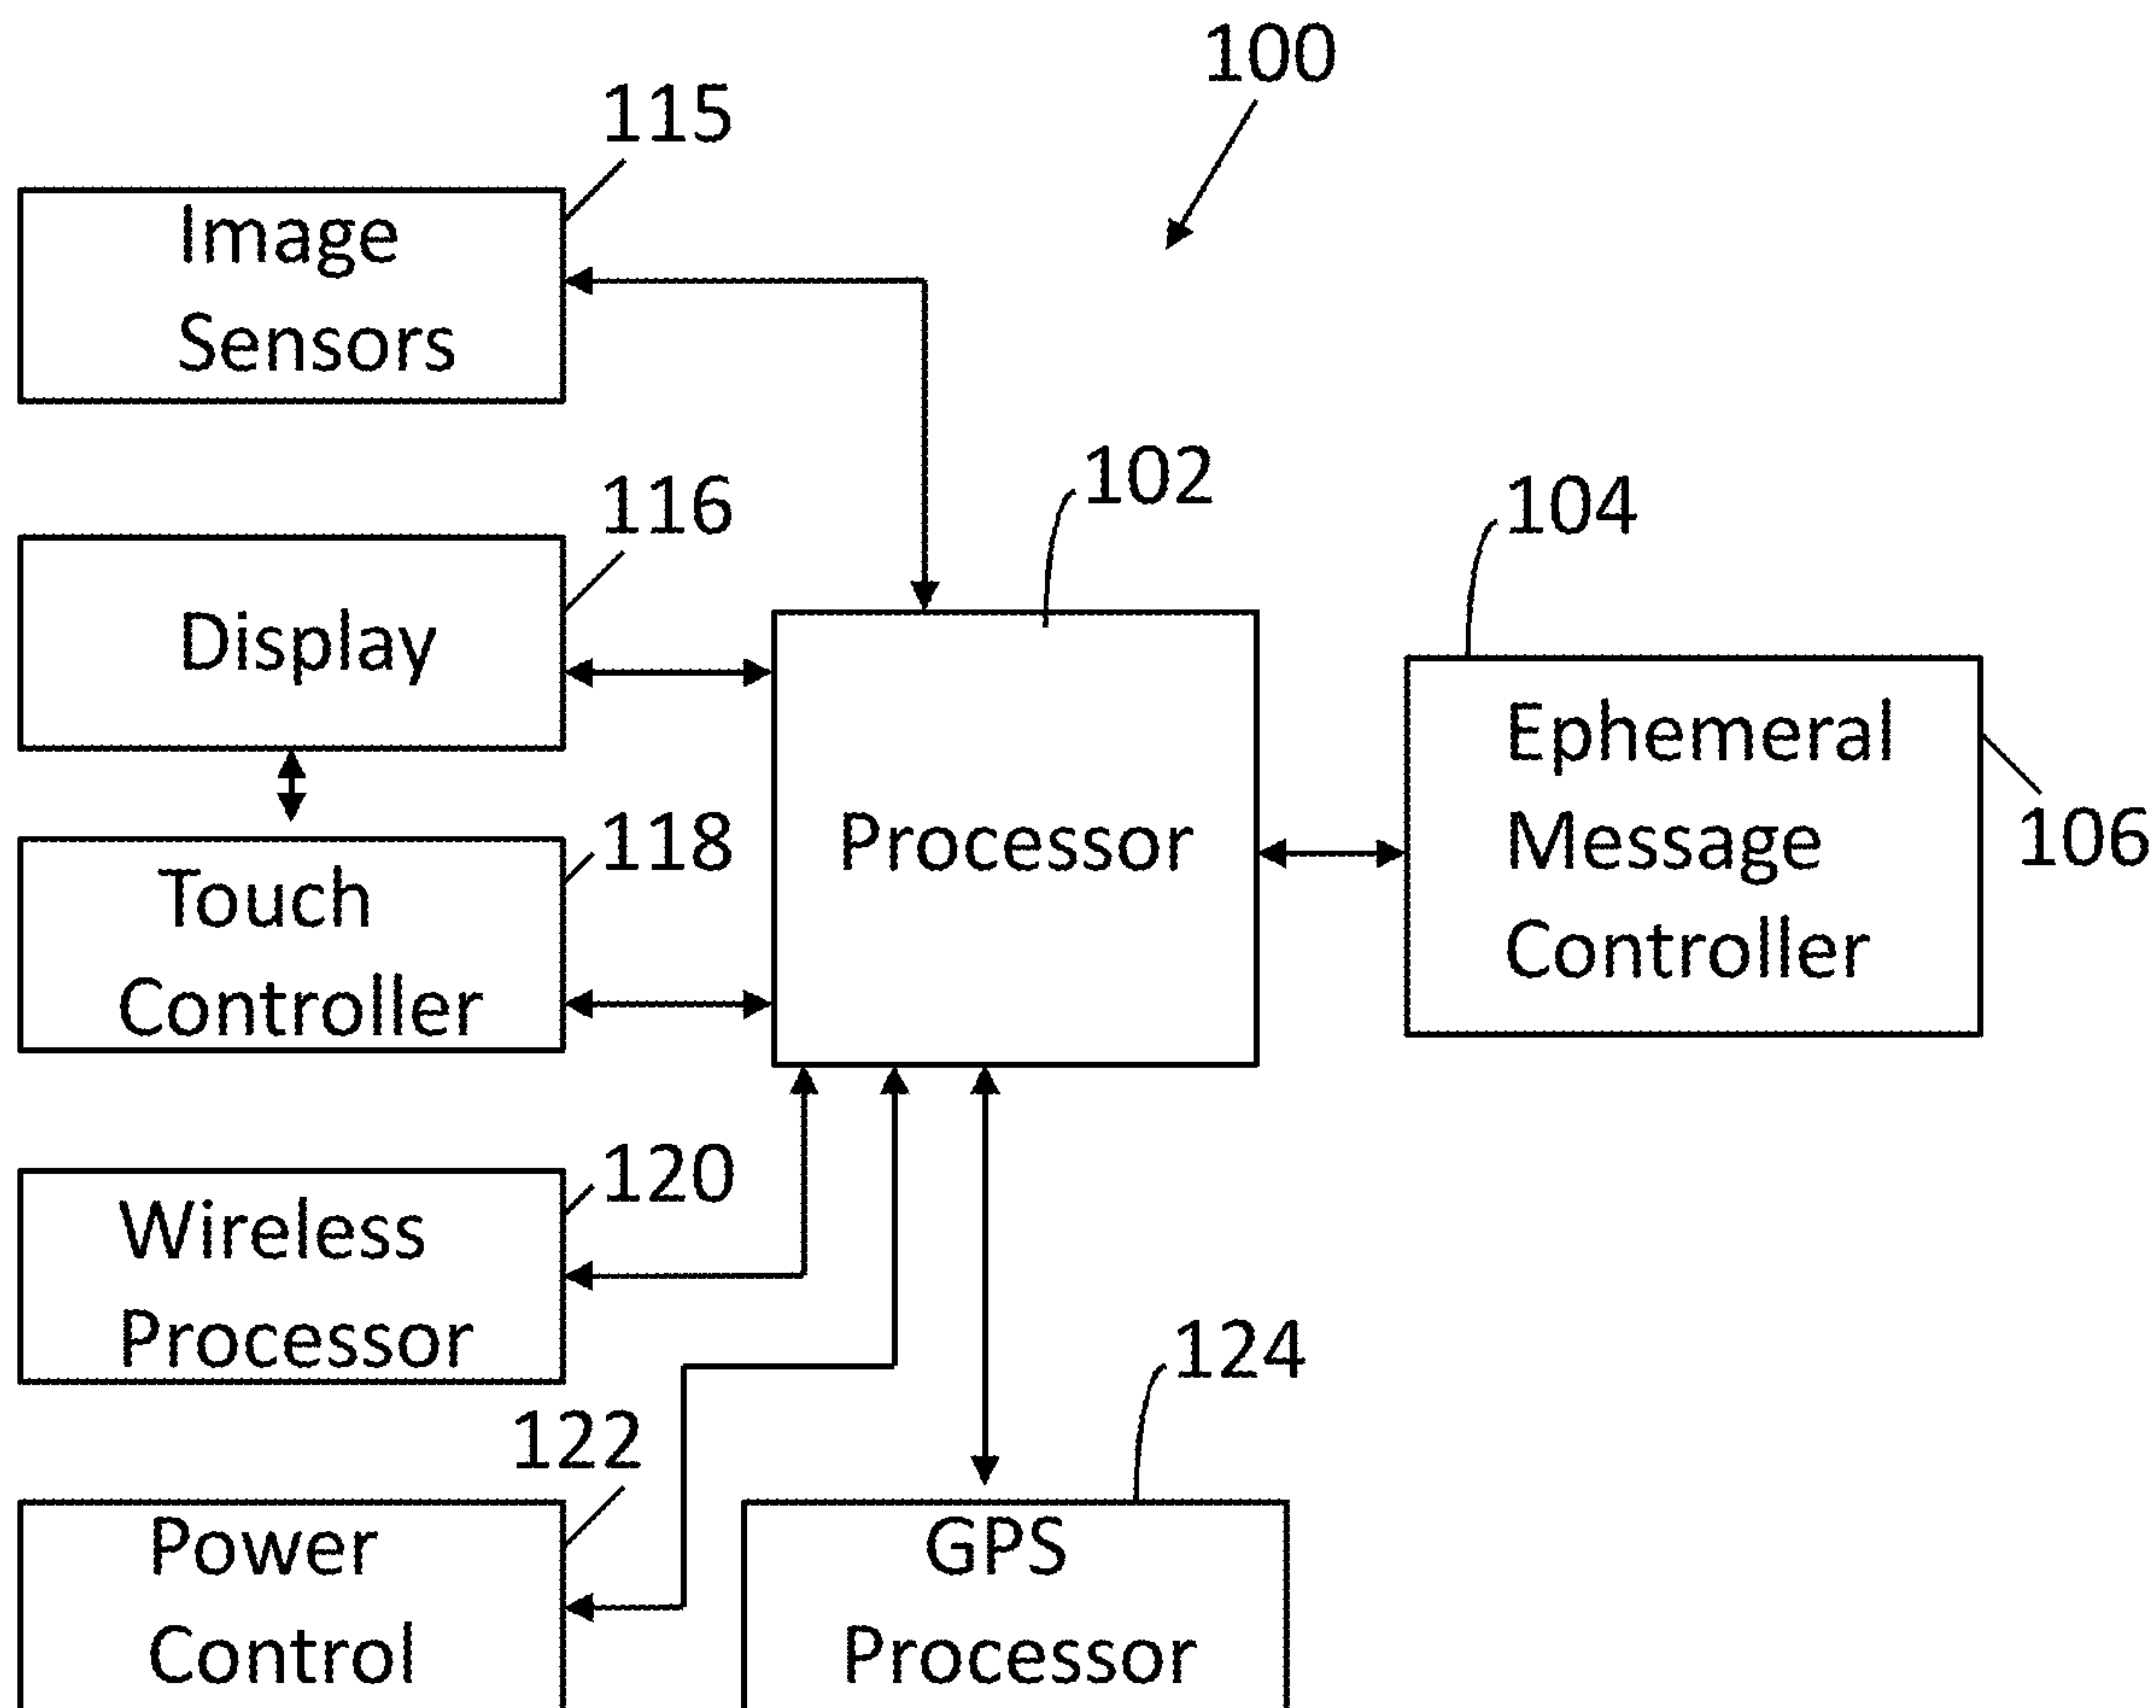 100
115
Image
Sensors
102
104
116
Display
Ephemeral
Message
Controller
106
118
Touch
Controller
Processor
120
Wireless
Processor
124
122
Power
Control
GPS
Processor